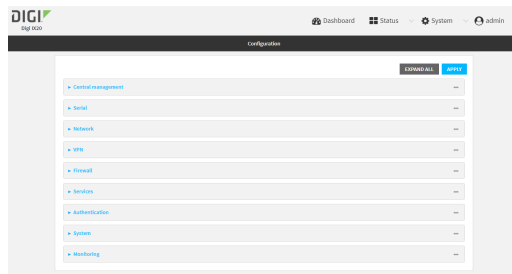 DIGI
Digi IX20
Dashboard Status System admin
Configuration
EXPAND ALL APPLY
Central management
Serial
Network
VPN
Firewall
Services
Authentication
System
Monitoring